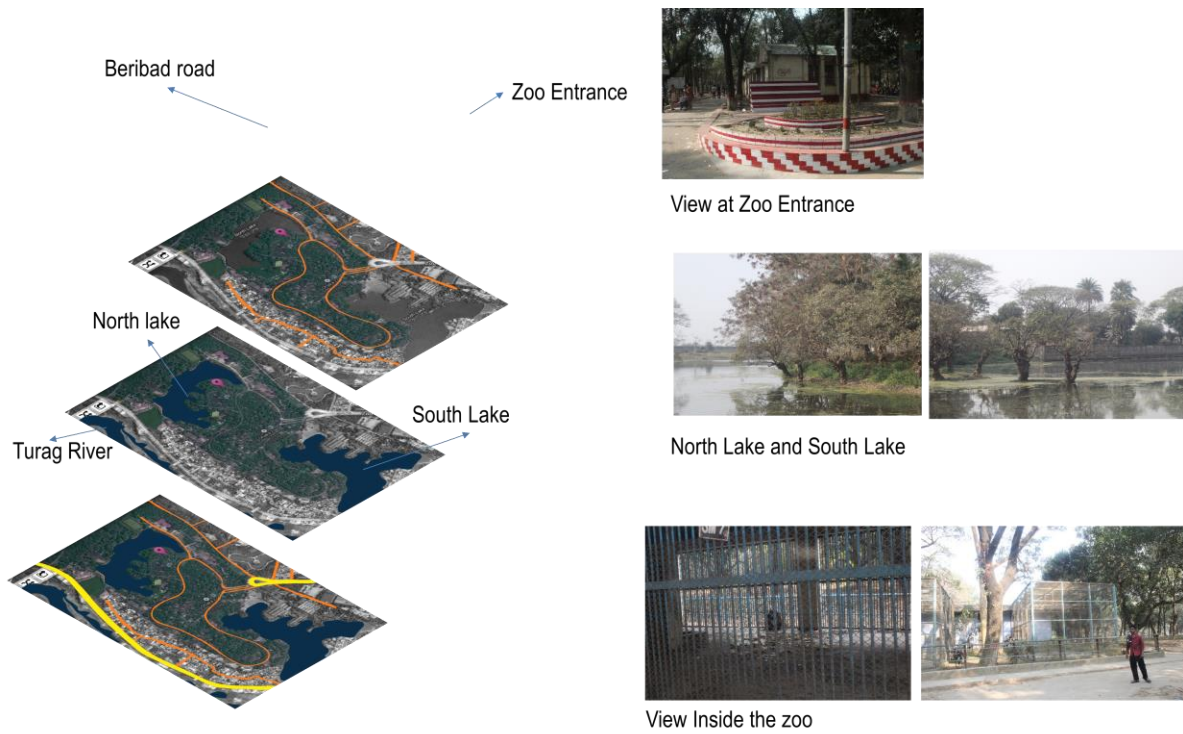 Beribad road
Zoo Entrance
View at Zoo Entrance
North lake
South Lake
Turag River
North Lake and South Lake
View Inside the zoo